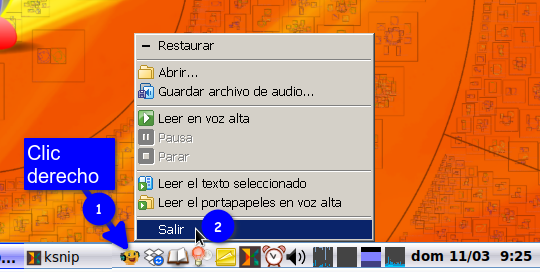 Restaurar
Abrir...
Guardar archivo de audio...
Leer en voz alta
Pausa
Parar
Leer el texto seleccionado
Leer el portapapeles en voz alta
Salir
2
Clic
derecho
1
... ksnip dom 11/03 9:25